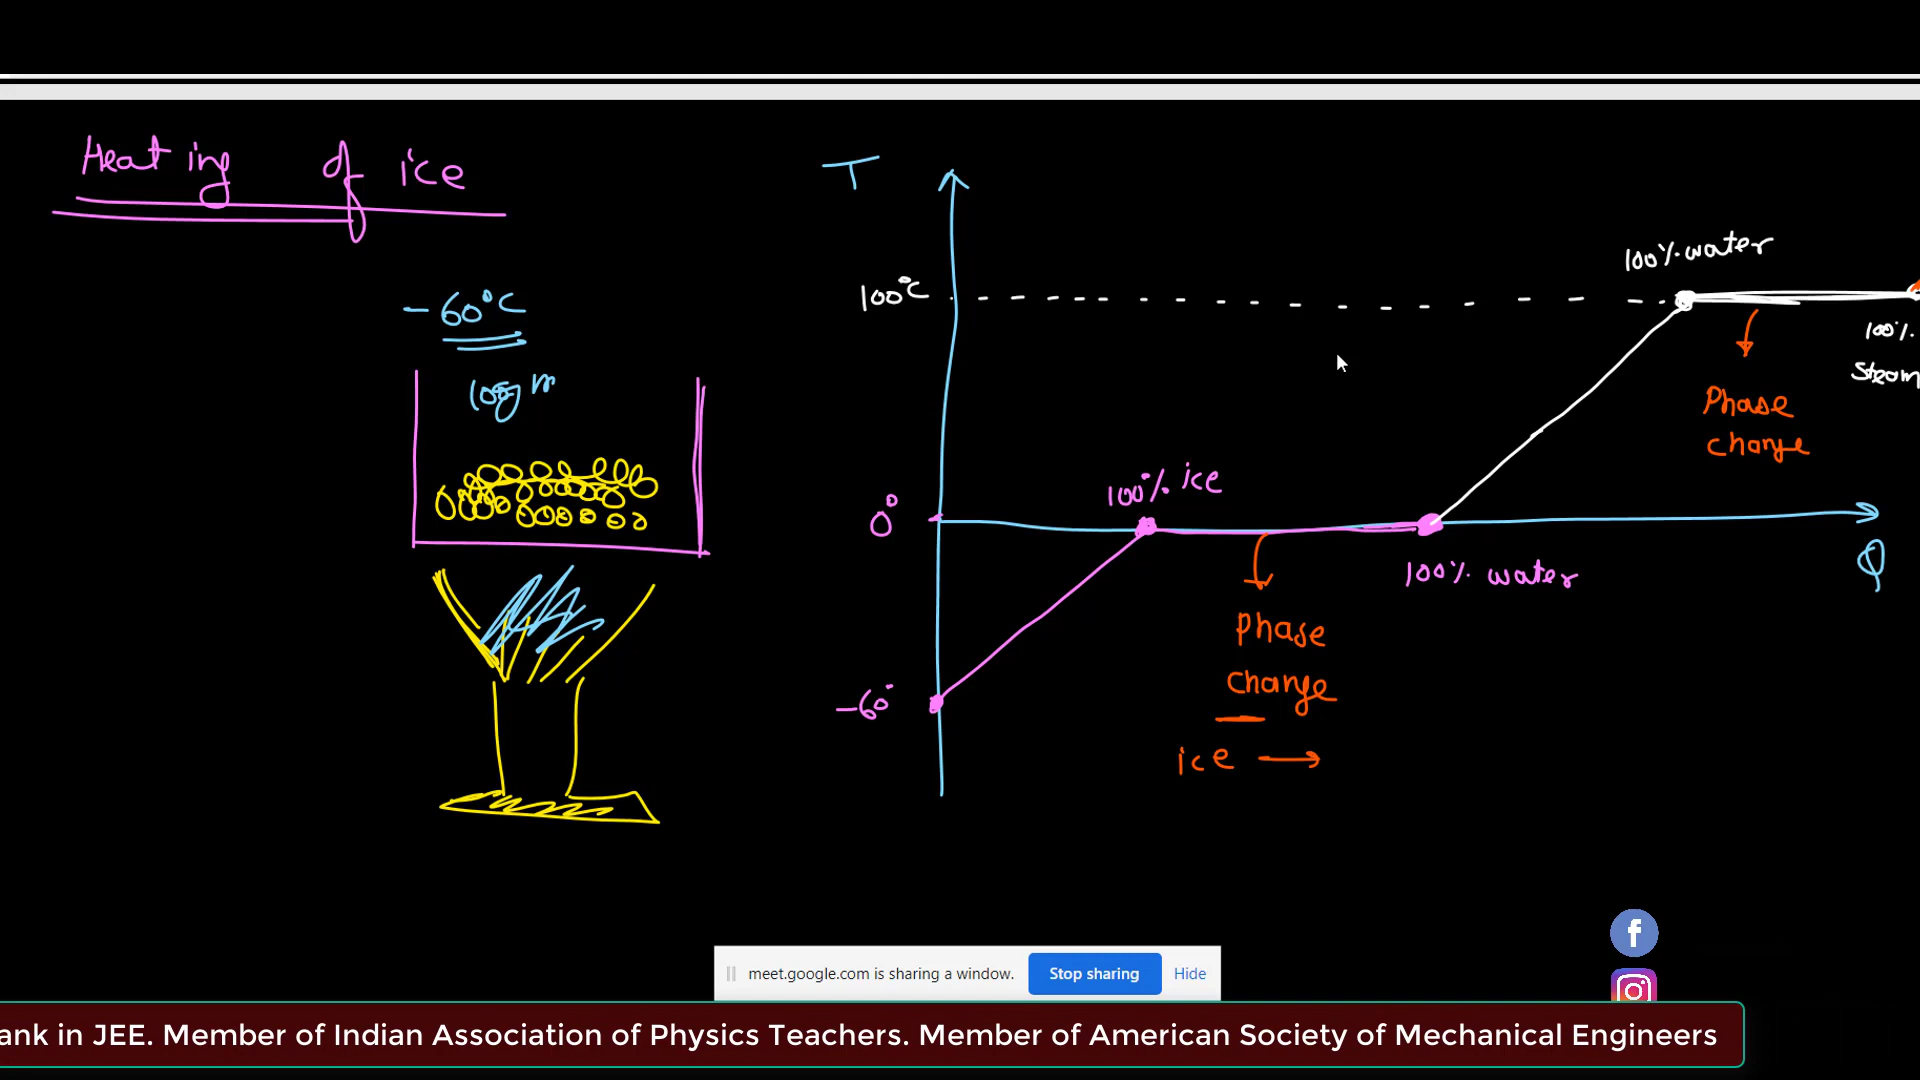 Heating of ice
-60°C
100%. water
100°C
100%.
Steam
Phase
change
100% ice
0°
100%. water
Q
Phase
change
-60°
ice →
T
f
meet.google.com is sharing a window.
Stop sharing
Hide
ank in JEE. Member of Indian Association of Physics Teachers. Member of American Society of Mechanical Engineers